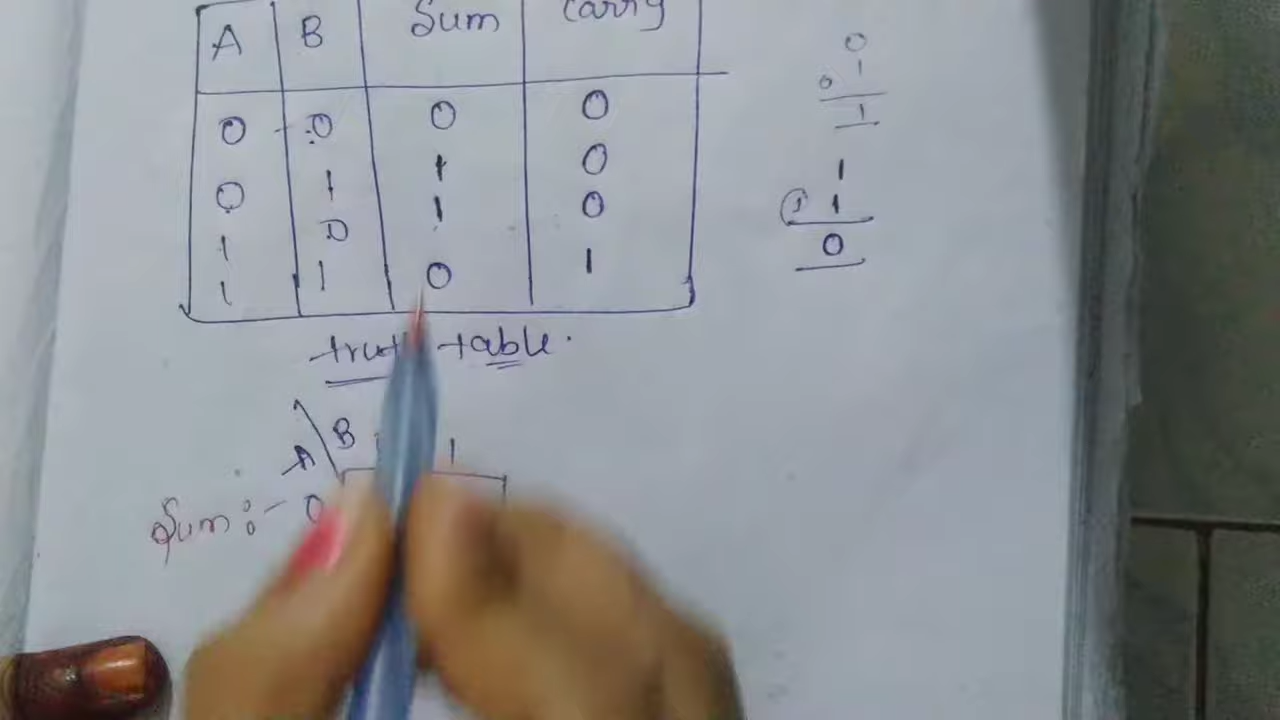 A B Sum Carry
0 0 0 0
0 1 1 0
1 0 1 0
1 1 0 1
truth table.
B 1
A
Sum :- 0
0
1
0
1
1
(1) 1
0